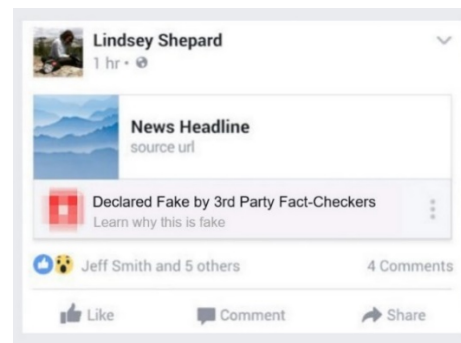 Lindsey Shepard
1 hr •
News Headline
source url
Declared Fake by 3rd Party Fact-Checkers
Learn why this is fake
Jeff Smith and 5 others 4 Comments
Like Comment Share